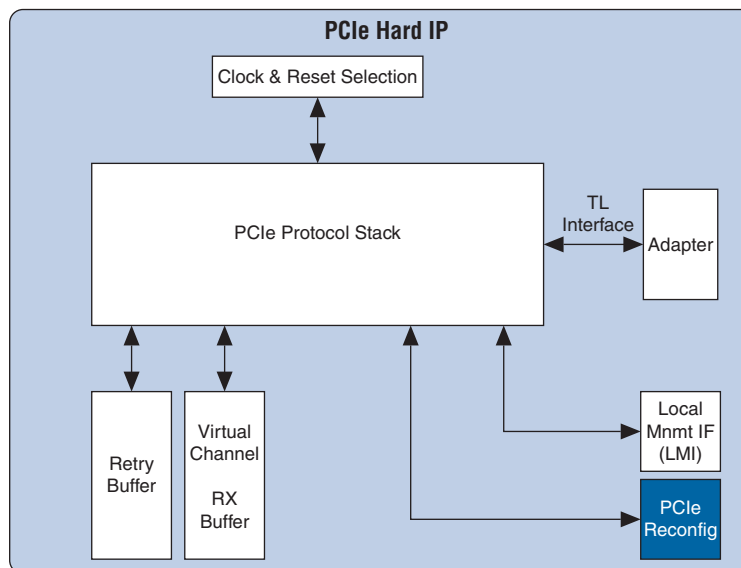 PCIe Hard IP
Clock & Reset Selection
PCIe Protocol Stack
TL
Interface
Adapter
Retry
Buffer
Virtual
Channel
RX
Buffer
Local
Mnmt IF
(LMI)
PCIe
Reconfig